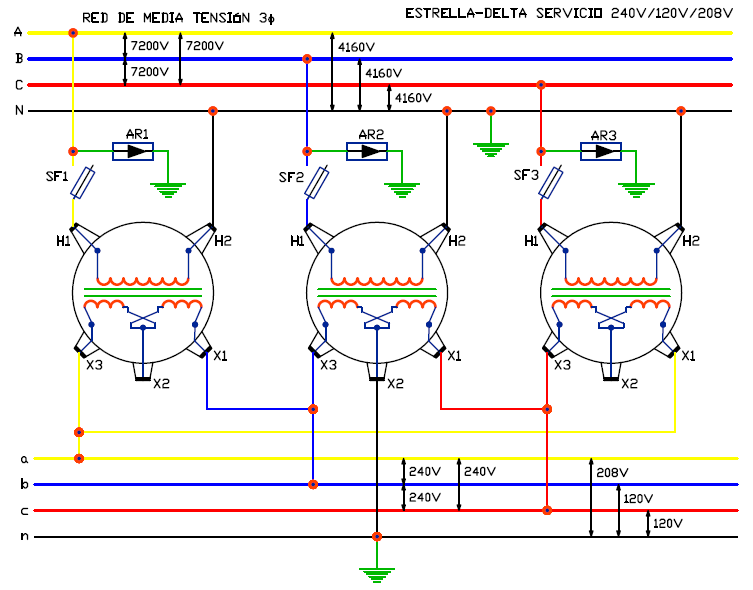 RED DE MEDIA TENSIóN 3ϕ
ESTRELLA-DELTA SERVICIO 240V/120V/208V
A
7200V
7200V
4160V
B
7200V
4160V
C
4160V
N
AR1
AR2
AR3
SF1
SF2
SF3
H1
H2
H1
H2
H1
H2
X3
X2
X1
X3
X2
X1
X3
X2
X1
a
240V
240V
208V
b
240V
120V
c
120V
n